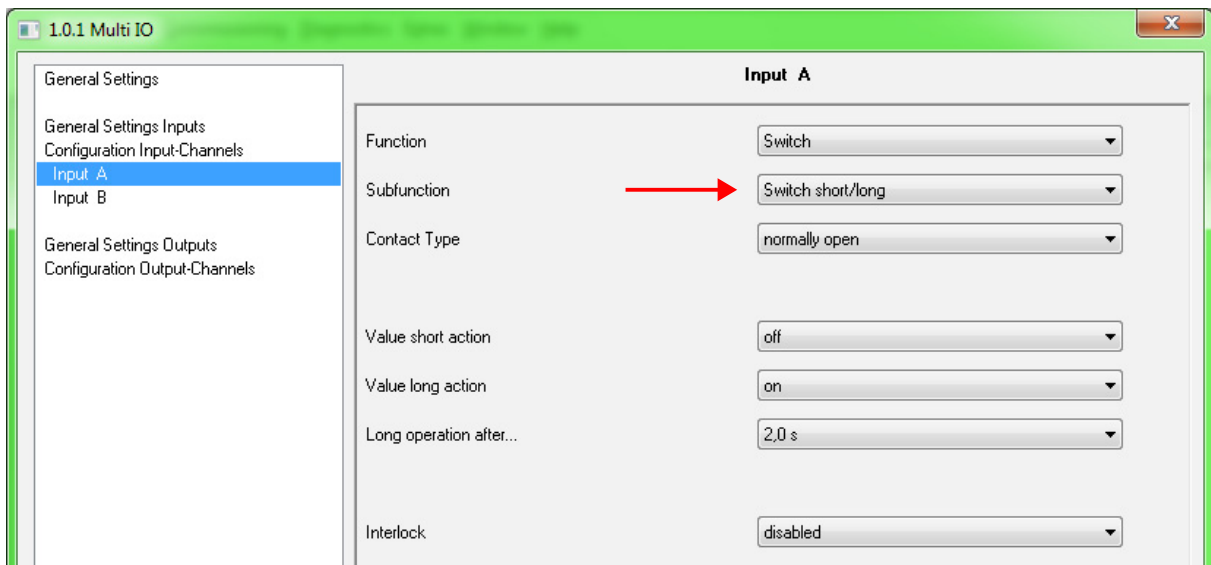 1.0.1 Multi IO
General Settings
General Settings Inputs
Configuration Input-Channels
Input A
Input B
General Settings Outputs
Configuration Output-Channels
Input A
Function Switch
Subfunction Switch short/long
Contact Type normally open
Value short action off
Value long action on
Long operation after... 2,0 s
Interlock disabled